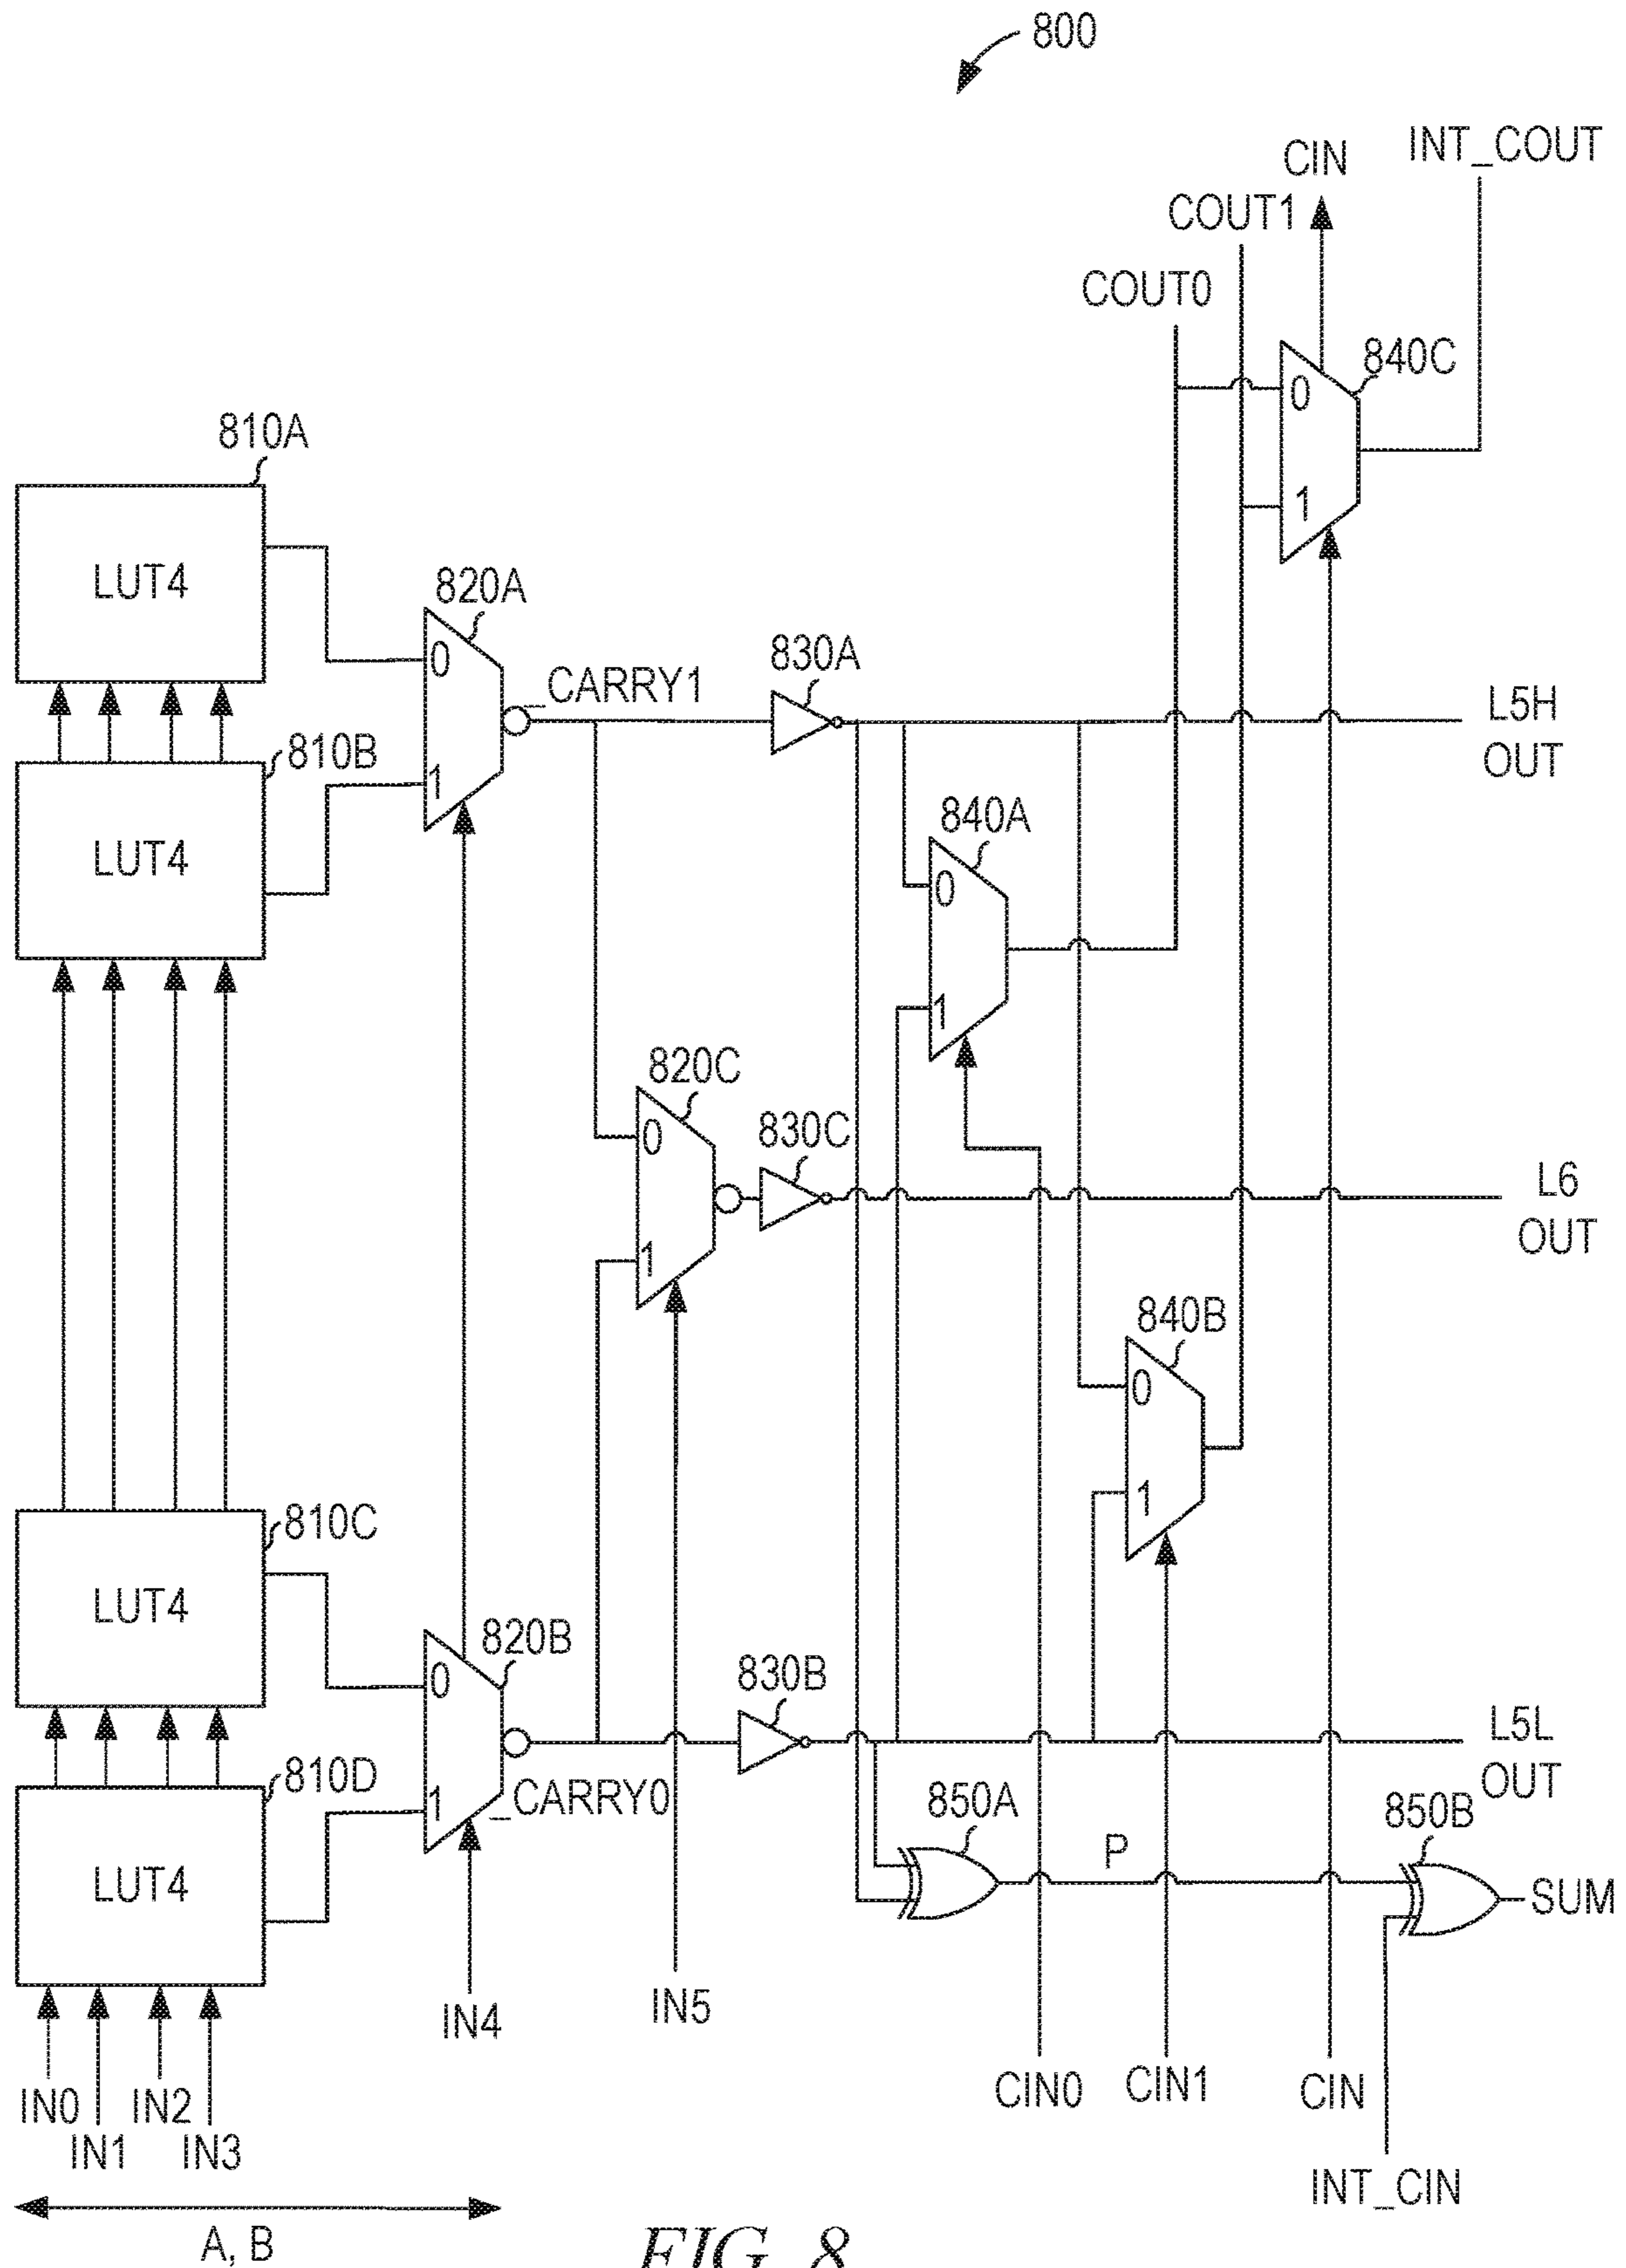 800
INT_COUT
CIN
COUT1
COUT0
840C
0
1
810A
LUT4
820A
0
_CARRY1
830A
L5H
OUT
810B
1
LUT4
840A
0
1
820C
0
830C
L6
OUT
1
840B
0
1
810C
LUT4
820B
0
830B
L5L
OUT
810D
1
_CARRY0
LUT4
850A
P
850B
SUM
IN4
IN5
CIN0
CIN1
CIN
IN0
IN2
IN1
IN3
INT_CIN
A, B
FIG. 8